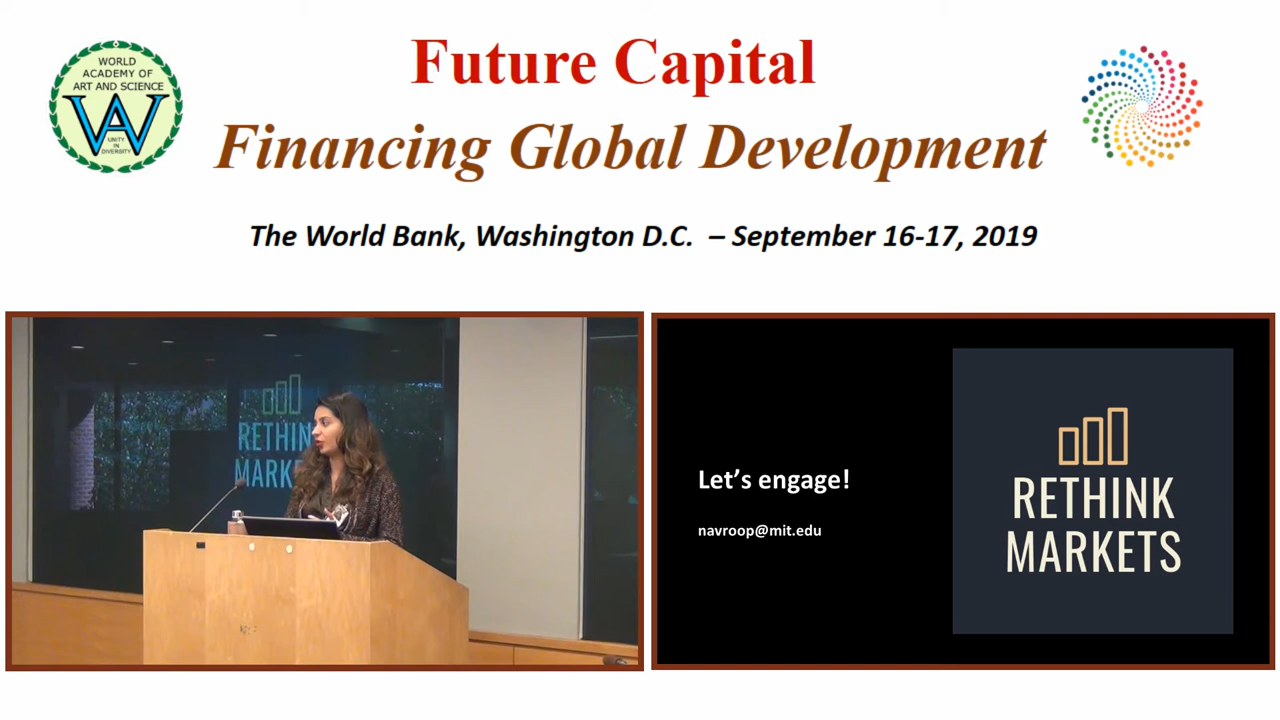 WORLD
ACADEMY OF
ART AND SCIENCE
UNITY
IN
DIVERSITY
Future Capital
Financing Global Development
The World Bank, Washington D.C. – September 16-17, 2019
RETHIN
MARKE
Let's engage!
navroop@mit.edu
RETHINK
MARKETS